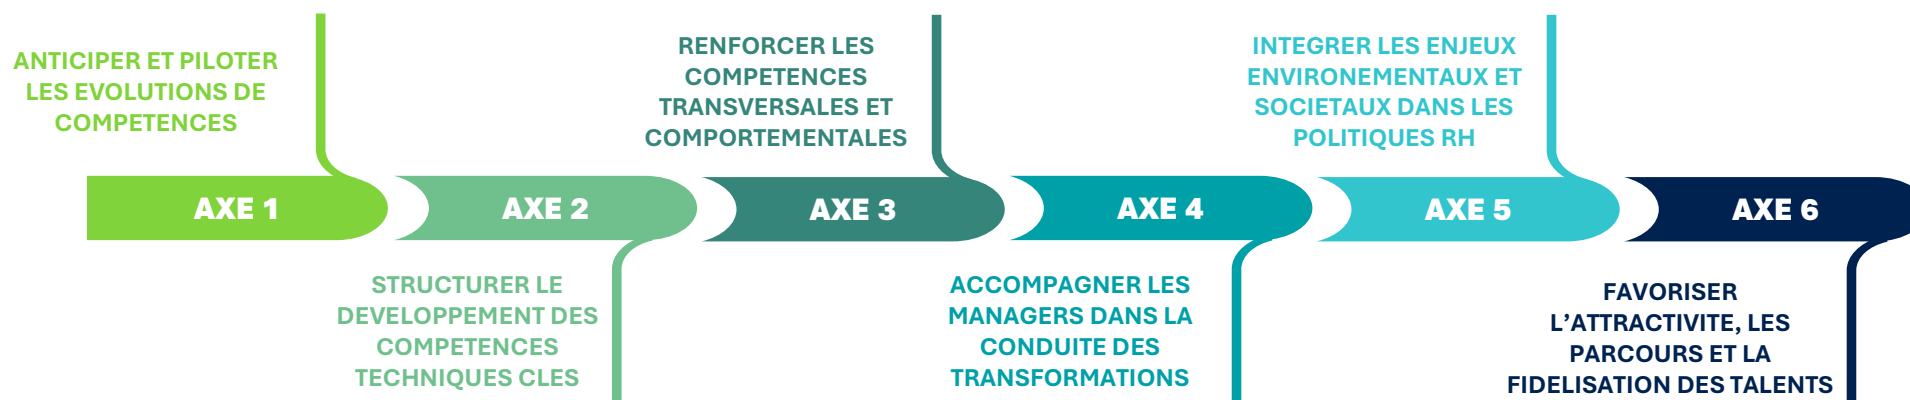 ANTICIPER ET PILOTER
LES EVOLUTIONS DE
COMPETENCES
AXE 1
AXE 2
STRUCTURER LE
DEVELOPPEMENT DES
COMPETENCES
TECHNIQUES CLES
RENFORCER LES
COMPETENCES
TRANSVERSALES ET
COMPORTEMENTALES
AXE 3
AXE 4
ACCOMPAGNER LES
MANAGERS DANS LA
CONDUITE DES
TRANSFORMATIONS
INTEGRER LES ENJEUX
ENVIRONEMENTAUX ET
SOCIETAUX DANS LES
POLITIQUES RH
AXE 5
AXE 6
FAVORISER
L’ATTRACTIVITE, LES
PARCOURS ET LA
FIDELISATION DES TALENTS